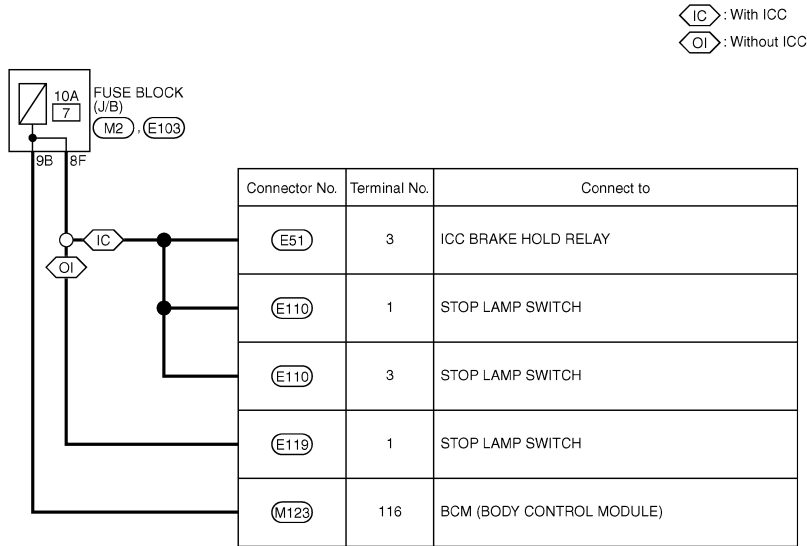 IC : With ICC
OI : Without ICC
10A FUSE BLOCK
7 (J/B)
M2 , E103
9B 8F
Connector No. Terminal No. Connect to
IC E51 3 ICC BRAKE HOLD RELAY
OI
E110 1 STOP LAMP SWITCH
E110 3 STOP LAMP SWITCH
E119 1 STOP LAMP SWITCH
M123 116 BCM (BODY CONTROL MODULE)